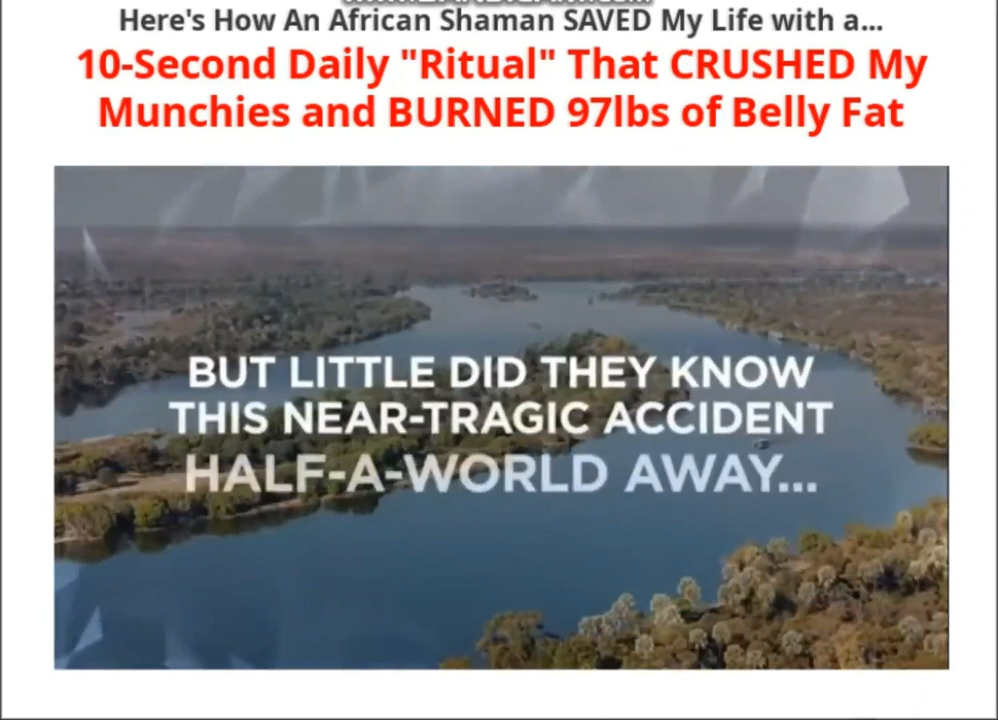 Here's How An African Shaman SAVED My Life with a...
10-Second Daily "Ritual" That CRUSHED My
Munchies and BURNED 97lbs of Belly Fat
BUT LITTLE DID THEY KNOW
THIS NEAR-TRAGIC ACCIDENT
HALF-A-WORLD AWAY...